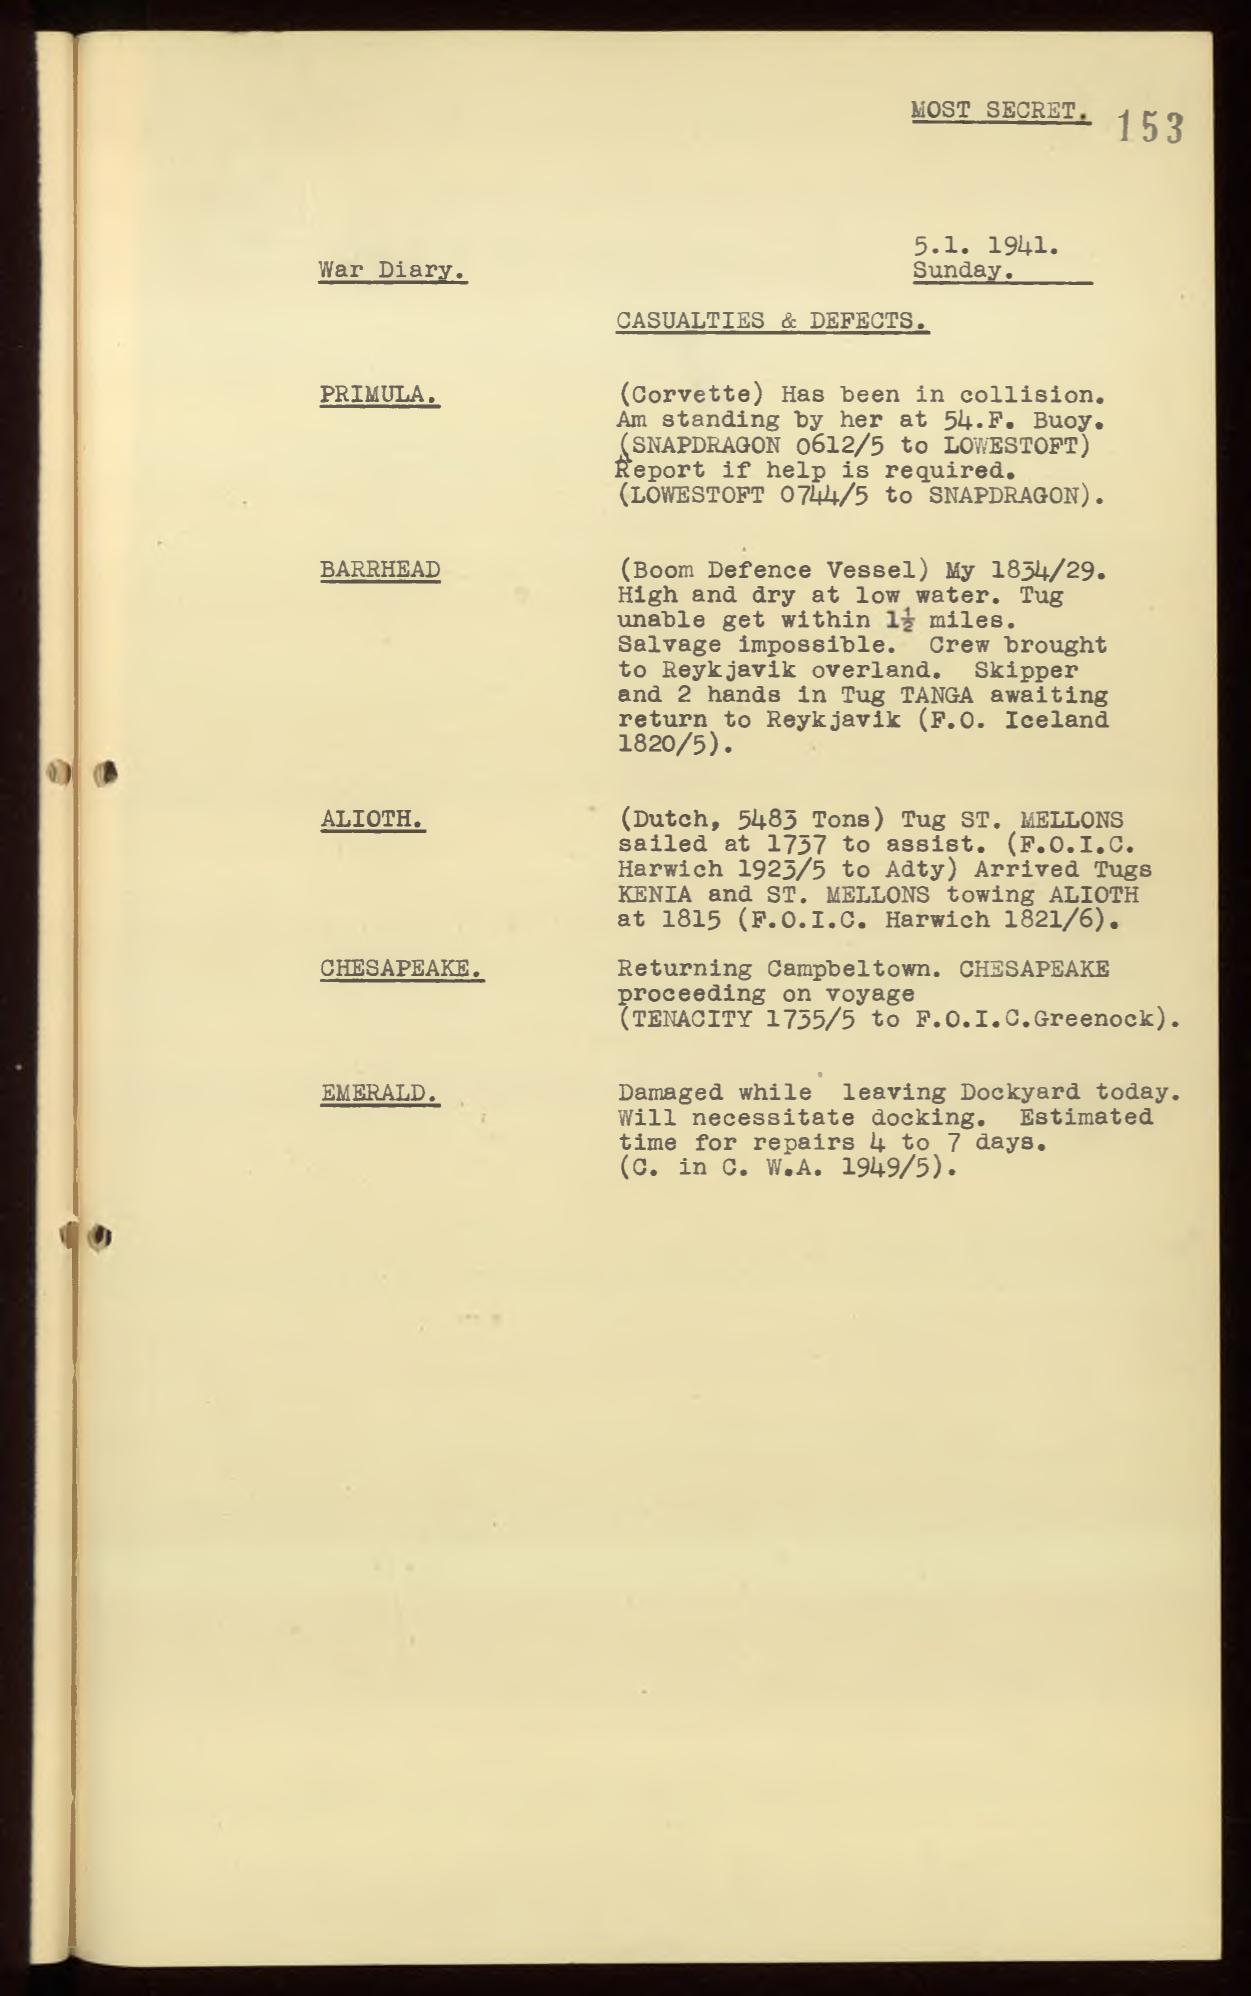 MOST SECRET.
153
5.1. 1941.
War Diary.
Sunday.
CASUALTIES & DEFECTS.
PRIMULA.
(Corvette) Has been in collision.
Am standing by her at 54.F. Buoy.
(SNAPDRAGON 0612/5 to LOWESTOFT)
Report if help is required.
(LOWESTOFT 0744/5 to SNAPDRAGON).
BARRHEAD
(Boom Defence Vessel) My 1834/29.
High and dry at low water. Tug
unable get within 1½ miles.
Salvage impossible. Crew brought
to Reykjavik overland. Skipper
and 2 hands in Tug TANGA awaiting
return to Reykjavik (F.O. Iceland
1820/5).
ALIOTH.
(Dutch, 5483 Tons) Tug ST. MELLONS
sailed at 1737 to assist. (F.O.I.C.
Harwich 1923/5 to Adty) Arrived Tugs
KENIA and ST. MELLONS towing ALIOTH
at 1815 (F.O.I.C. Harwich 1821/6).
CHESAPEAKE.
Returning Campbeltown. CHESAPEAKE
proceeding on voyage
(TENACITY 1735/5 to F.O.I.C.Greenock).
EMERALD.
Damaged while leaving Dockyard today.
Will necessitate docking. Estimated
time for repairs 4 to 7 days.
(C. in C. W.A. 1949/5).